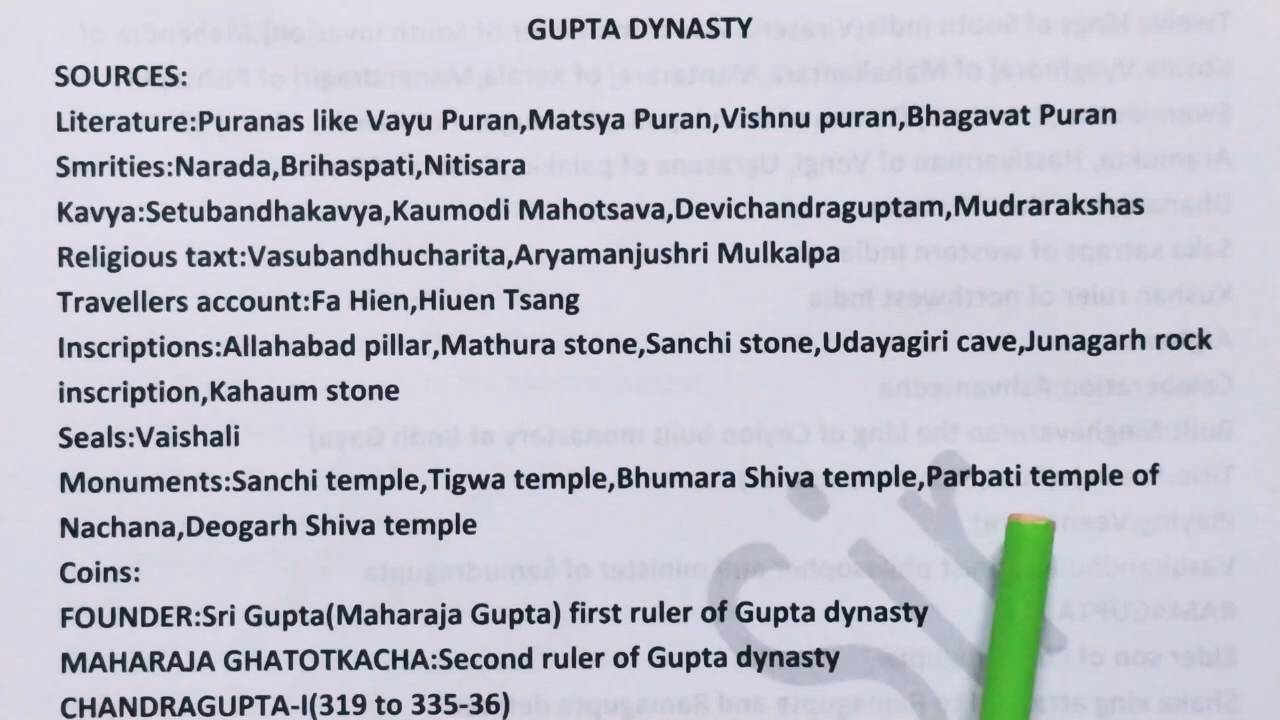 GUPTA DYNASTY
SOURCES:
Literature:Puranas like Vayu Puran,Matsya Puran,Vishnu puran,Bhagavat Puran
Smrities:Narada,Brihaspati,Nitisara
Kavya:Setubandhakavya,Kaumodi Mahotsava,Devichandraguptam,Mudrarakshas
Religious taxt:Vasubandhucharita,Aryamanjushri Mulkalpa
Travellers account:Fa Hien,Hiuen Tsang
Inscriptions:Allahabad pillar,Mathura stone,Sanchi stone,Udayagiri cave,Junagarh rock
inscription,Kahaum stone
Seals:Vaishali
Monuments:Sanchi temple,Tigwa temple,Bhumara Shiva temple,Parbati temple of
Nachana,Deogarh Shiva temple
Coins:
FOUNDER:Sri Gupta(Maharaja Gupta) first ruler of Gupta dynasty
MAHARAJA GHATOTKACHA:Second ruler of Gupta dynasty
CHANDRAGUPTA-I(319 to 335-36)
Sir